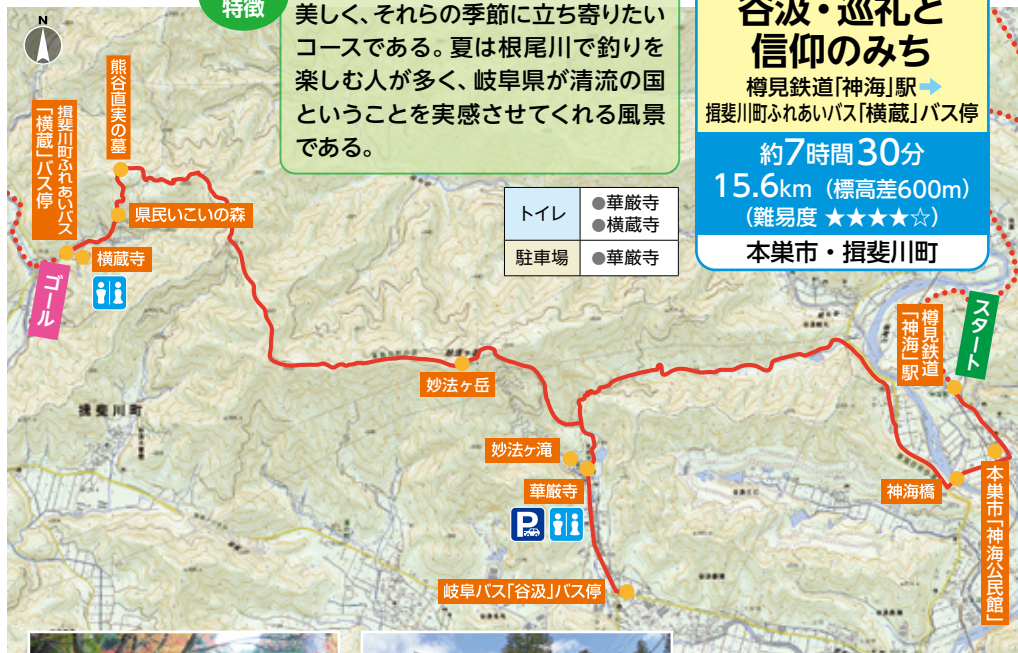 特徴
美しく、それらの季節に立ち寄りたい
コースである。夏は根尾川で釣りを
楽しむ人が多く、岐阜県が清流の国
ということを実感させてくれる風景
である。
谷汲・巡礼と
信仰のみち
樽見鉄道「神海」駅➡
揖斐川町ふれあいバス「横蔵」バス停
約7時間30分
15.6km（標高差600m）
（難易度 ★★★★☆）
本巣市・揖斐川町
N
トイレ
●華厳寺
●横蔵寺
駐車場
●華厳寺
熊谷直実の墓
揖斐川町ふれあいバス
「横蔵」バス停
県民いこいの森
横蔵寺
ゴール
スタート
樽見鉄道
「神海」駅
妙法ヶ岳
揖斐川町
妙法ヶ滝
華厳寺
P
神海橋
本巣市「神海公民館」
岐阜バス「谷汲」バス停